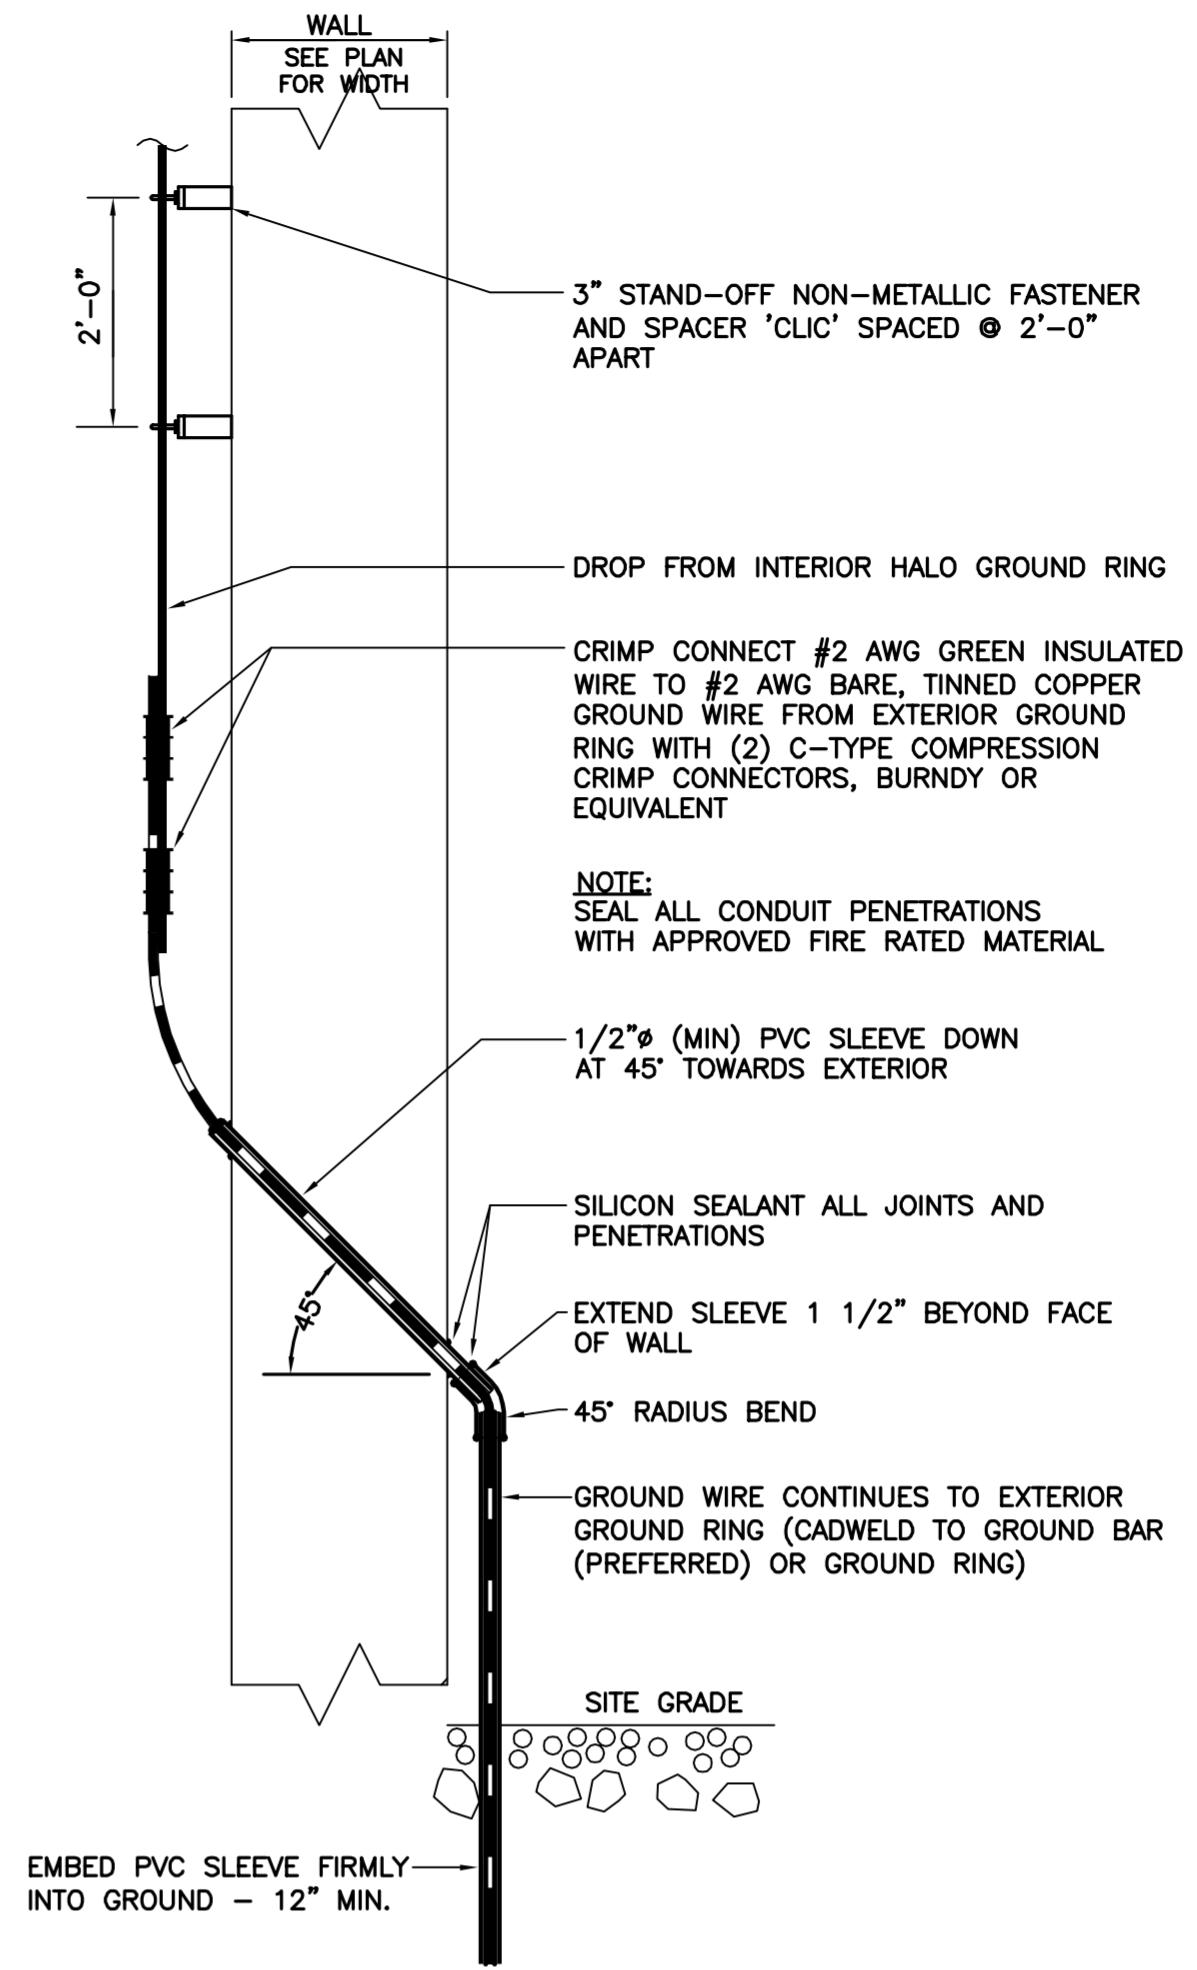 WALL
SEE PLAN
FOR WIDTH
2'-0"
3" STAND-OFF NON-METALLIC FASTENER
AND SPACER 'CLIC' SPACED @ 2'-0"
APART
DROP FROM INTERIOR HALO GROUND RING
CRIMP CONNECT #2 AWG GREEN INSULATED
WIRE TO #2 AWG BARE, TINNED COPPER
GROUND WIRE FROM EXTERIOR GROUND
RING WITH (2) C-TYPE COMPRESSION
CRIMP CONNECTORS, BURNDY OR
EQUIVALENT
NOTE:
SEAL ALL CONDUIT PENETRATIONS
WITH APPROVED FIRE RATED MATERIAL
1/2"ø (MIN) PVC SLEEVE DOWN
AT 45° TOWARDS EXTERIOR
SILICON SEALANT ALL JOINTS AND
PENETRATIONS
45°
EXTEND SLEEVE 1 1/2" BEYOND FACE
OF WALL
45° RADIUS BEND
GROUND WIRE CONTINUES TO EXTERIOR
GROUND RING (CADWELD TO GROUND BAR
(PREFERRED) OR GROUND RING)
SITE GRADE
EMBED PVC SLEEVE FIRMLY
INTO GROUND - 12" MIN.